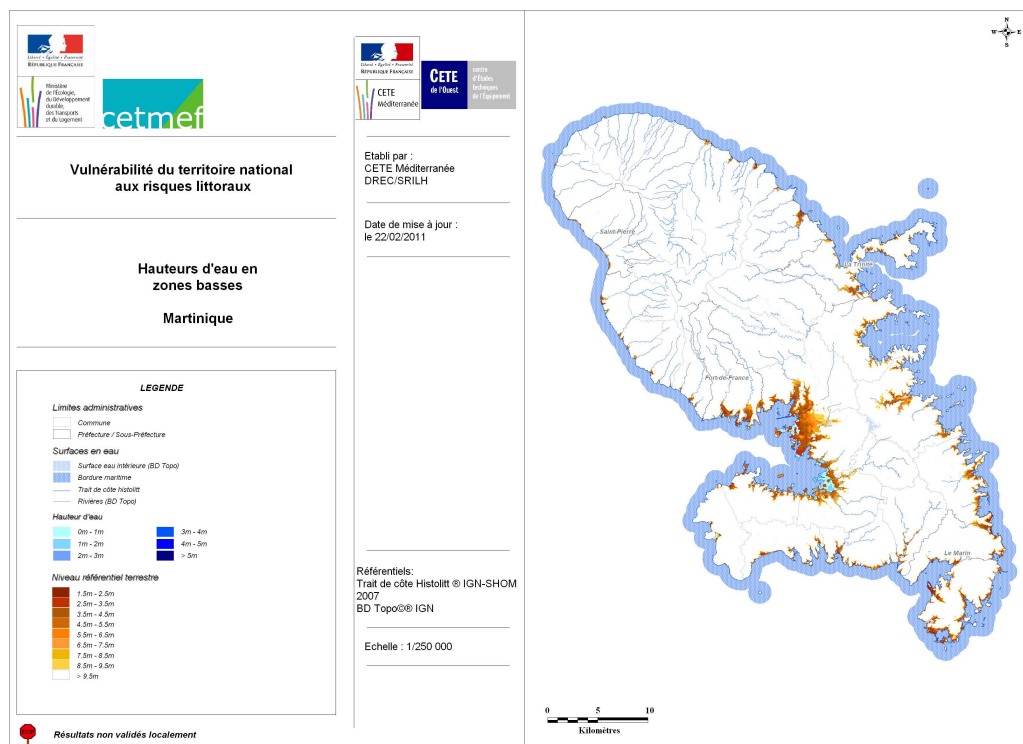 Liberté • Égalité • Fraternité
RÉPUBLIQUE FRANÇAISE
Ministère
de l'Écologie,
du Développement
durable,
des Transports
et du Logement
cetmef
Vulnérabilité du territoire national
aux risques littoraux
Hauteurs d'eau en
zones basses
Martinique
LEGENDE
Limites administratives
Commune
Préfecture / Sous-Préfecture
Surfaces en eau
Surface eau intérieure (BD Topo)
Bordure maritime
Trait de côte histolitt
Rivières (BD Topo)
Hauteur d'eau
0m - 1m
1m - 2m
2m - 3m
3m - 4m
4m - 5m
> 5m
Niveau référentiel terrestre
1.5m - 2.5m
2.5m - 3.5m
3.5m - 4.5m
4.5m - 5.5m
5.5m - 6.5m
6.5m - 7.5m
7.5m - 8.5m
8.5m - 9.5m
> 9.5m
STOP
Résultats non validés localement
Liberté • Égalité • Fraternité
RÉPUBLIQUE FRANÇAISE
CETE
Méditerranée
CETE
de l'Ouest
centre
d'Études
techniques
de l'Équipement
Etabli par :
CETE Méditerranée
DREC/SRILH
Date de mise à jour :
le 22/02/2011
Référentiels:
Trait de côte Histolitt ® IGN-SHOM
2007
BD Topo©® IGN
Echelle : 1/250 000
N
W
E
S
Saint-Pierre
La Trinité
Fort-de-France
Le Marin
0
5
10
Kilomètres